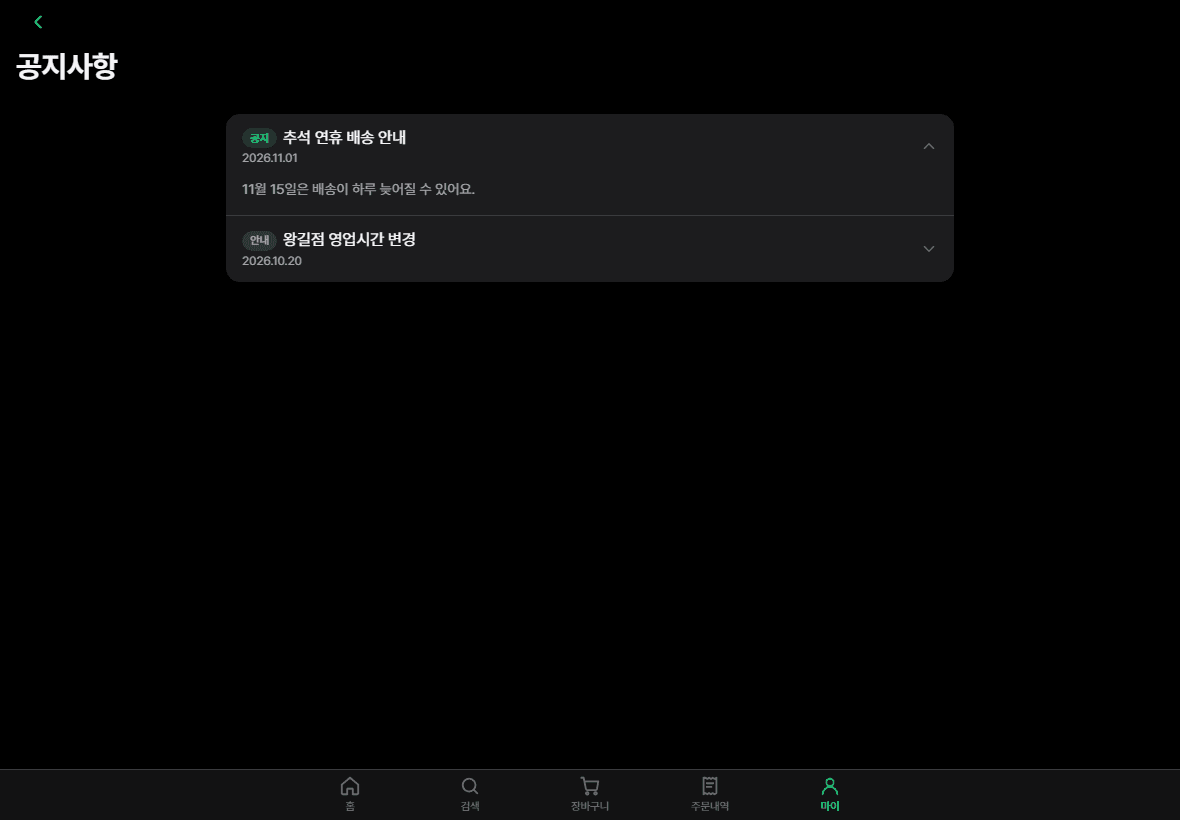 공지사항
공지 추석 연휴 배송 안내
2026.11.01
11월 15일은 배송이 하루 늦어질 수 있어요.
안내 왕길점 영업시간 변경
2026.10.20
홈 검색 장바구니 주문내역 마이